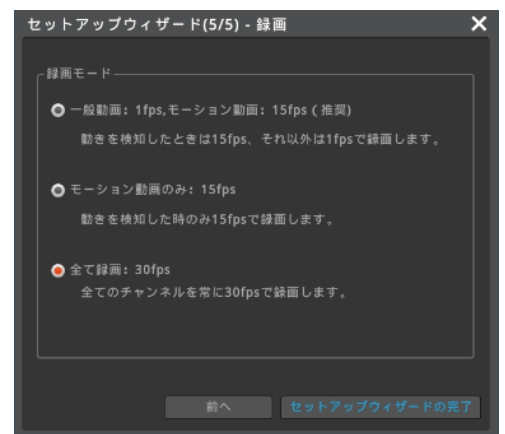 セットアップウィザード(5/5) - 録画
録画モード
一般動画: 1fps,モーション動画: 15fps ( 推奨)
動きを検知したときは15fps、それ以外は1fpsで録画します。
モーション動画のみ: 15fps
動きを検知した時のみ15fpsで録画します。
全て録画: 30fps
全てのチャンネルを常に30fpsで録画します。
前へ
セットアップウィザードの完了